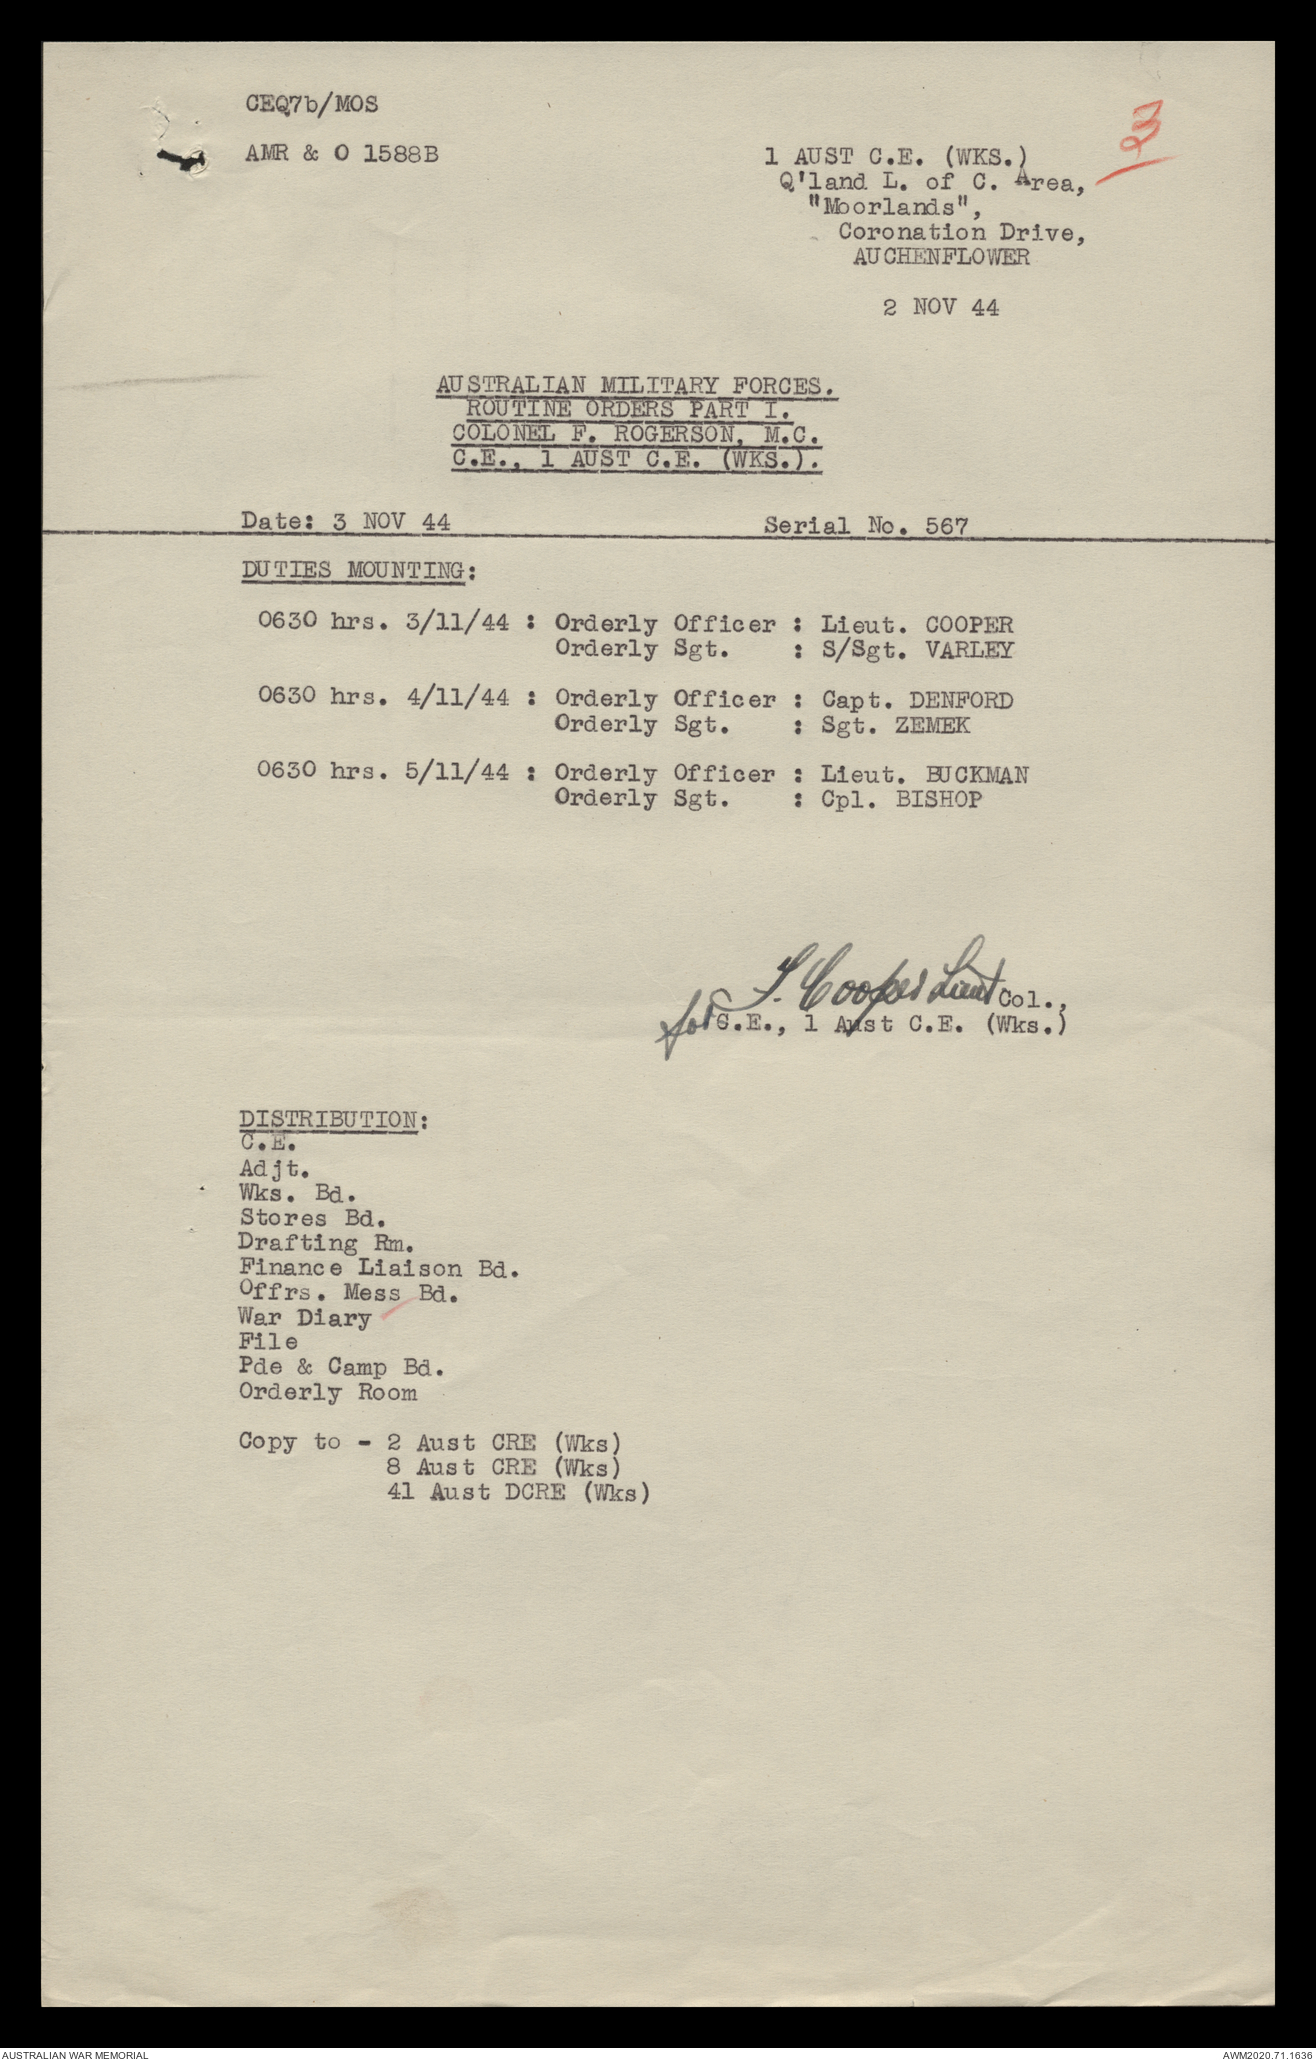 CEQ7b/MOS
AMR & O 1588B
3
1 AUST C.E. (WKS.)
Q'land L. of C. Area,
"Moorlands",
Coronation Drive,
AUCHENFLOWER
2 NOV 44
AUSTRALIAN MILITARY FORCES.
ROUTINE ORDERS PART I.
COLONEL F. ROGERSON, M.C.
C.E., 1 AUST C.E. (WKS.).
Date: 3 NOV 44 Serial No. 567
DUTIES MOUNTING:
0630 hrs. 3/11/44 : Orderly Officer : Lieut. COOPER
Orderly Sgt. : S/Sgt. VARLEY
0630 hrs. 4/11/44 : Orderly Officer : Capt. DENFORD
Orderly Sgt. : Sgt. ZEMEK
0630 hrs. 5/11/44 : Orderly Officer : Lieut. BUCKMAN
Orderly Sgt. : Cpl. BISHOP
Cooper Lieut Col.,
for C.E., 1 Aust C.E. (Wks.)
DISTRIBUTION:
C.E.
Adjt.
Wks. Bd.
Stores Bd.
Drafting Rm.
Finance Liaison Bd.
Offrs. Mess Bd.
War Diary
File
Pde & Camp Bd.
Orderly Room
Copy to - 2 Aust CRE (Wks)
8 Aust CRE (Wks)
41 Aust DCRE (Wks)
AUSTRALIAN WAR MEMORIAL
AWM2020.71.1636